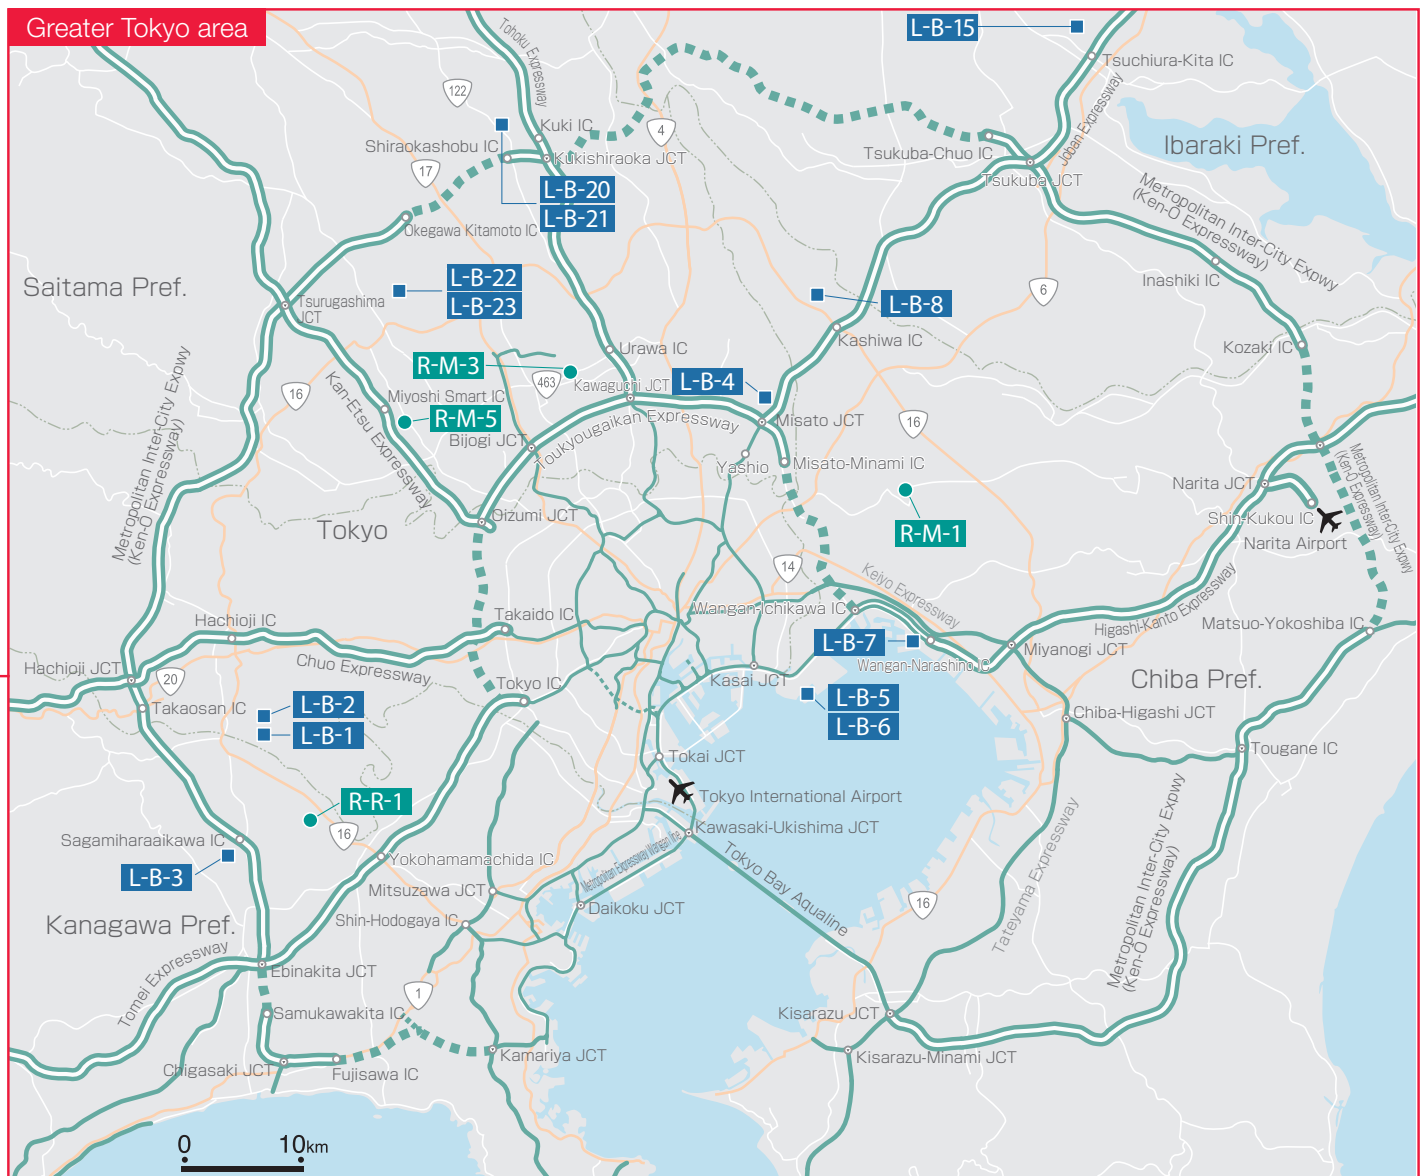 Greater Tokyo area
L-B-15
Tohoku Expressway
Tsuchiura-Kita IC
122
Kuki IC
4
Joban Expressway
Shiraokashobu IC
Kukishiraoka JCT
Tsukuba-Chuo IC
Ibaraki Pref.
17
Tsukuba JCT
L-B-20
L-B-21
Metropolitan Inter-City Expwy
(Ken-O Expressway)
Okegawa Kitamoto IC
Saitama Pref.
L-B-22
L-B-23
Inashiki IC
6
Tsurugashima
JCT
L-B-8
Kashiwa IC
Urawa IC
Kozaki IC
R-M-3
463
Kawaguchi JCT
L-B-4
16
Kan-Etsu Expressway
Miyoshi Smart IC
R-M-5
Bijogi JCT
Toukyougaikan Expressway
Misato JCT
16
Metropolitan Inter-City Expwy
(Ken-O Expressway)
Yashio
Misato-Minami IC
Metropolitan Inter-City Expwy
(Ken-O Expressway)
Narita JCT
Tokyo
Oizumi JCT
R-M-1
Shin-Kukou IC
Narita Airport
14
Keiyo Expressway
Hachioji IC
Takaido IC
Wangan-Ichikawa IC
Higashi-Kanto Expressway
Matsuo-Yokoshiba IC
L-B-7
Miyanogi JCT
Hachioji JCT
Chuo Expressway
Wangan-Narashino IC
20
Tokyo IC
Kasai JCT
Chiba Pref.
Takaosan IC
L-B-2
L-B-1
L-B-5
L-B-6
Chiba-Higashi JCT
Tokai JCT
Tougane IC
R-R-1
Tokyo International Airport
Sagamiharaaikawa IC
16
Kawasaki-Ukishima JCT
Metropolitan Expressway Wangan line
Yokohamamachida IC
Tokyo Bay Aqualine
Tateyama Expressway
Metropolitan Inter-City Expwy
(Ken-O Expressway)
L-B-3
Mitsuzawa JCT
16
Kanagawa Pref.
Shin-Hodogaya IC
Daikoku JCT
Tomei Expressway
Ebinakita JCT
1
Samukawakita IC
Kisarazu JCT
Chigasaki JCT
Fujisawa IC
Kamariya JCT
Kisarazu-Minami JCT
0 10km